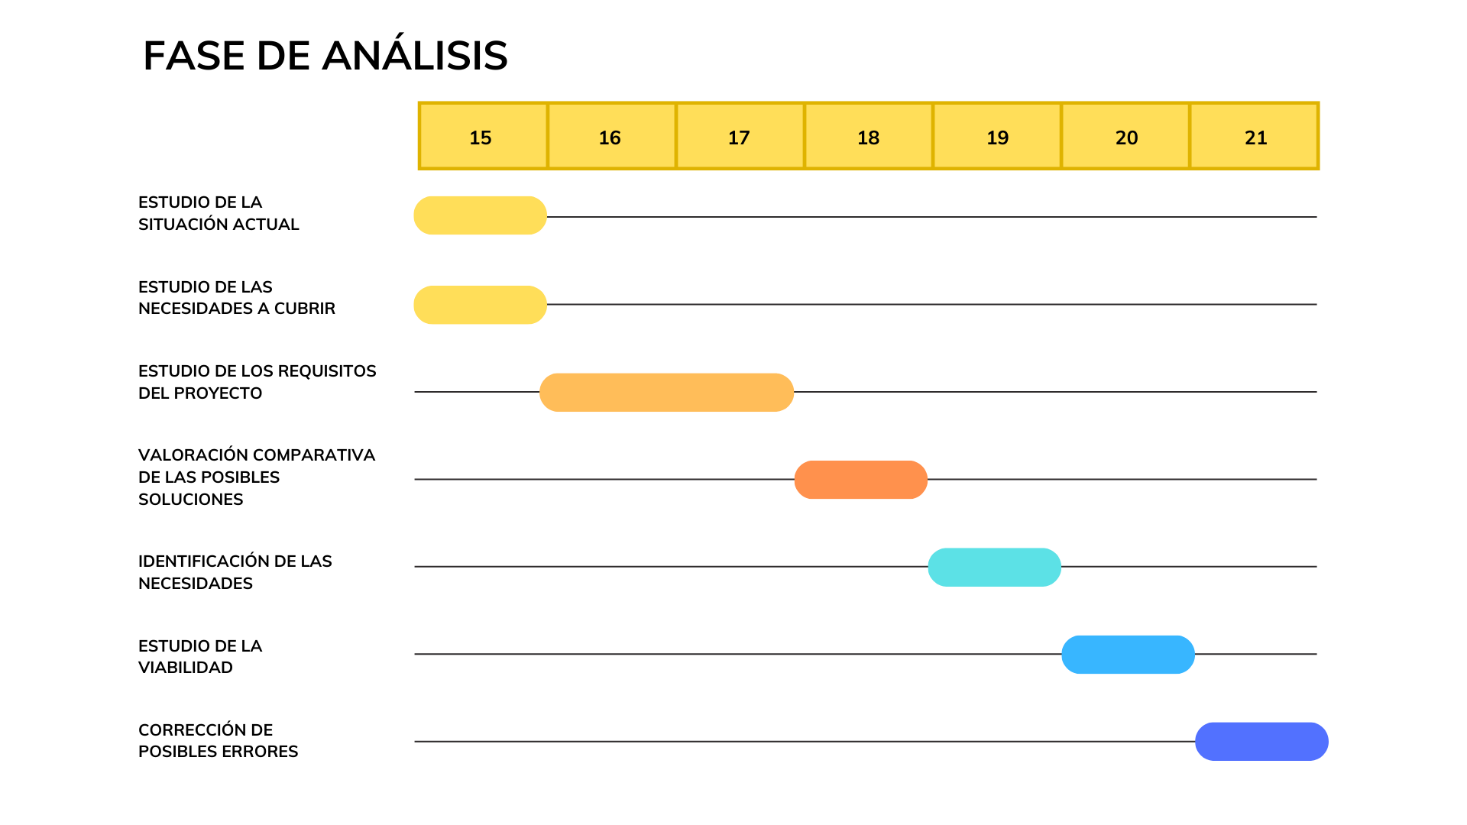 FASE DE ANÁLISIS
15 16 17 18 19 20 21
ESTUDIO DE LA
SITUACIÓN ACTUAL
ESTUDIO DE LAS
NECESIDADES A CUBRIR
ESTUDIO DE LOS REQUISITOS
DEL PROYECTO
VALORACIÓN COMPARATIVA
DE LAS POSIBLES
SOLUCIONES
IDENTIFICACIÓN DE LAS
NECESIDADES
ESTUDIO DE LA
VIABILIDAD
CORRECCIÓN DE
POSIBLES ERRORES